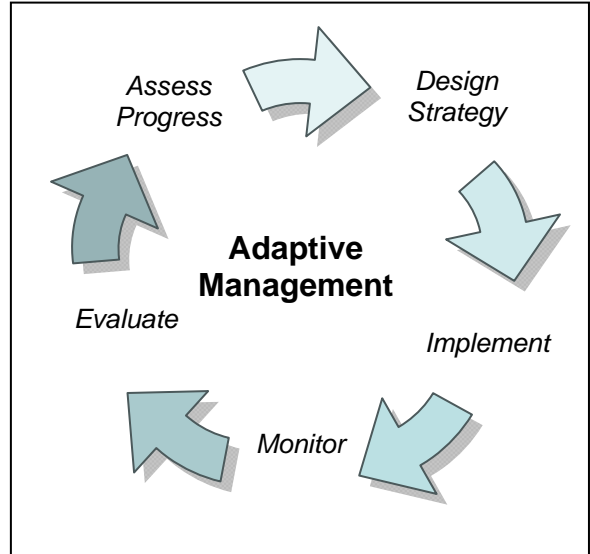 Assess
Progress
Design
Strategy
Adaptive
Management
Evaluate
Implement
Monitor